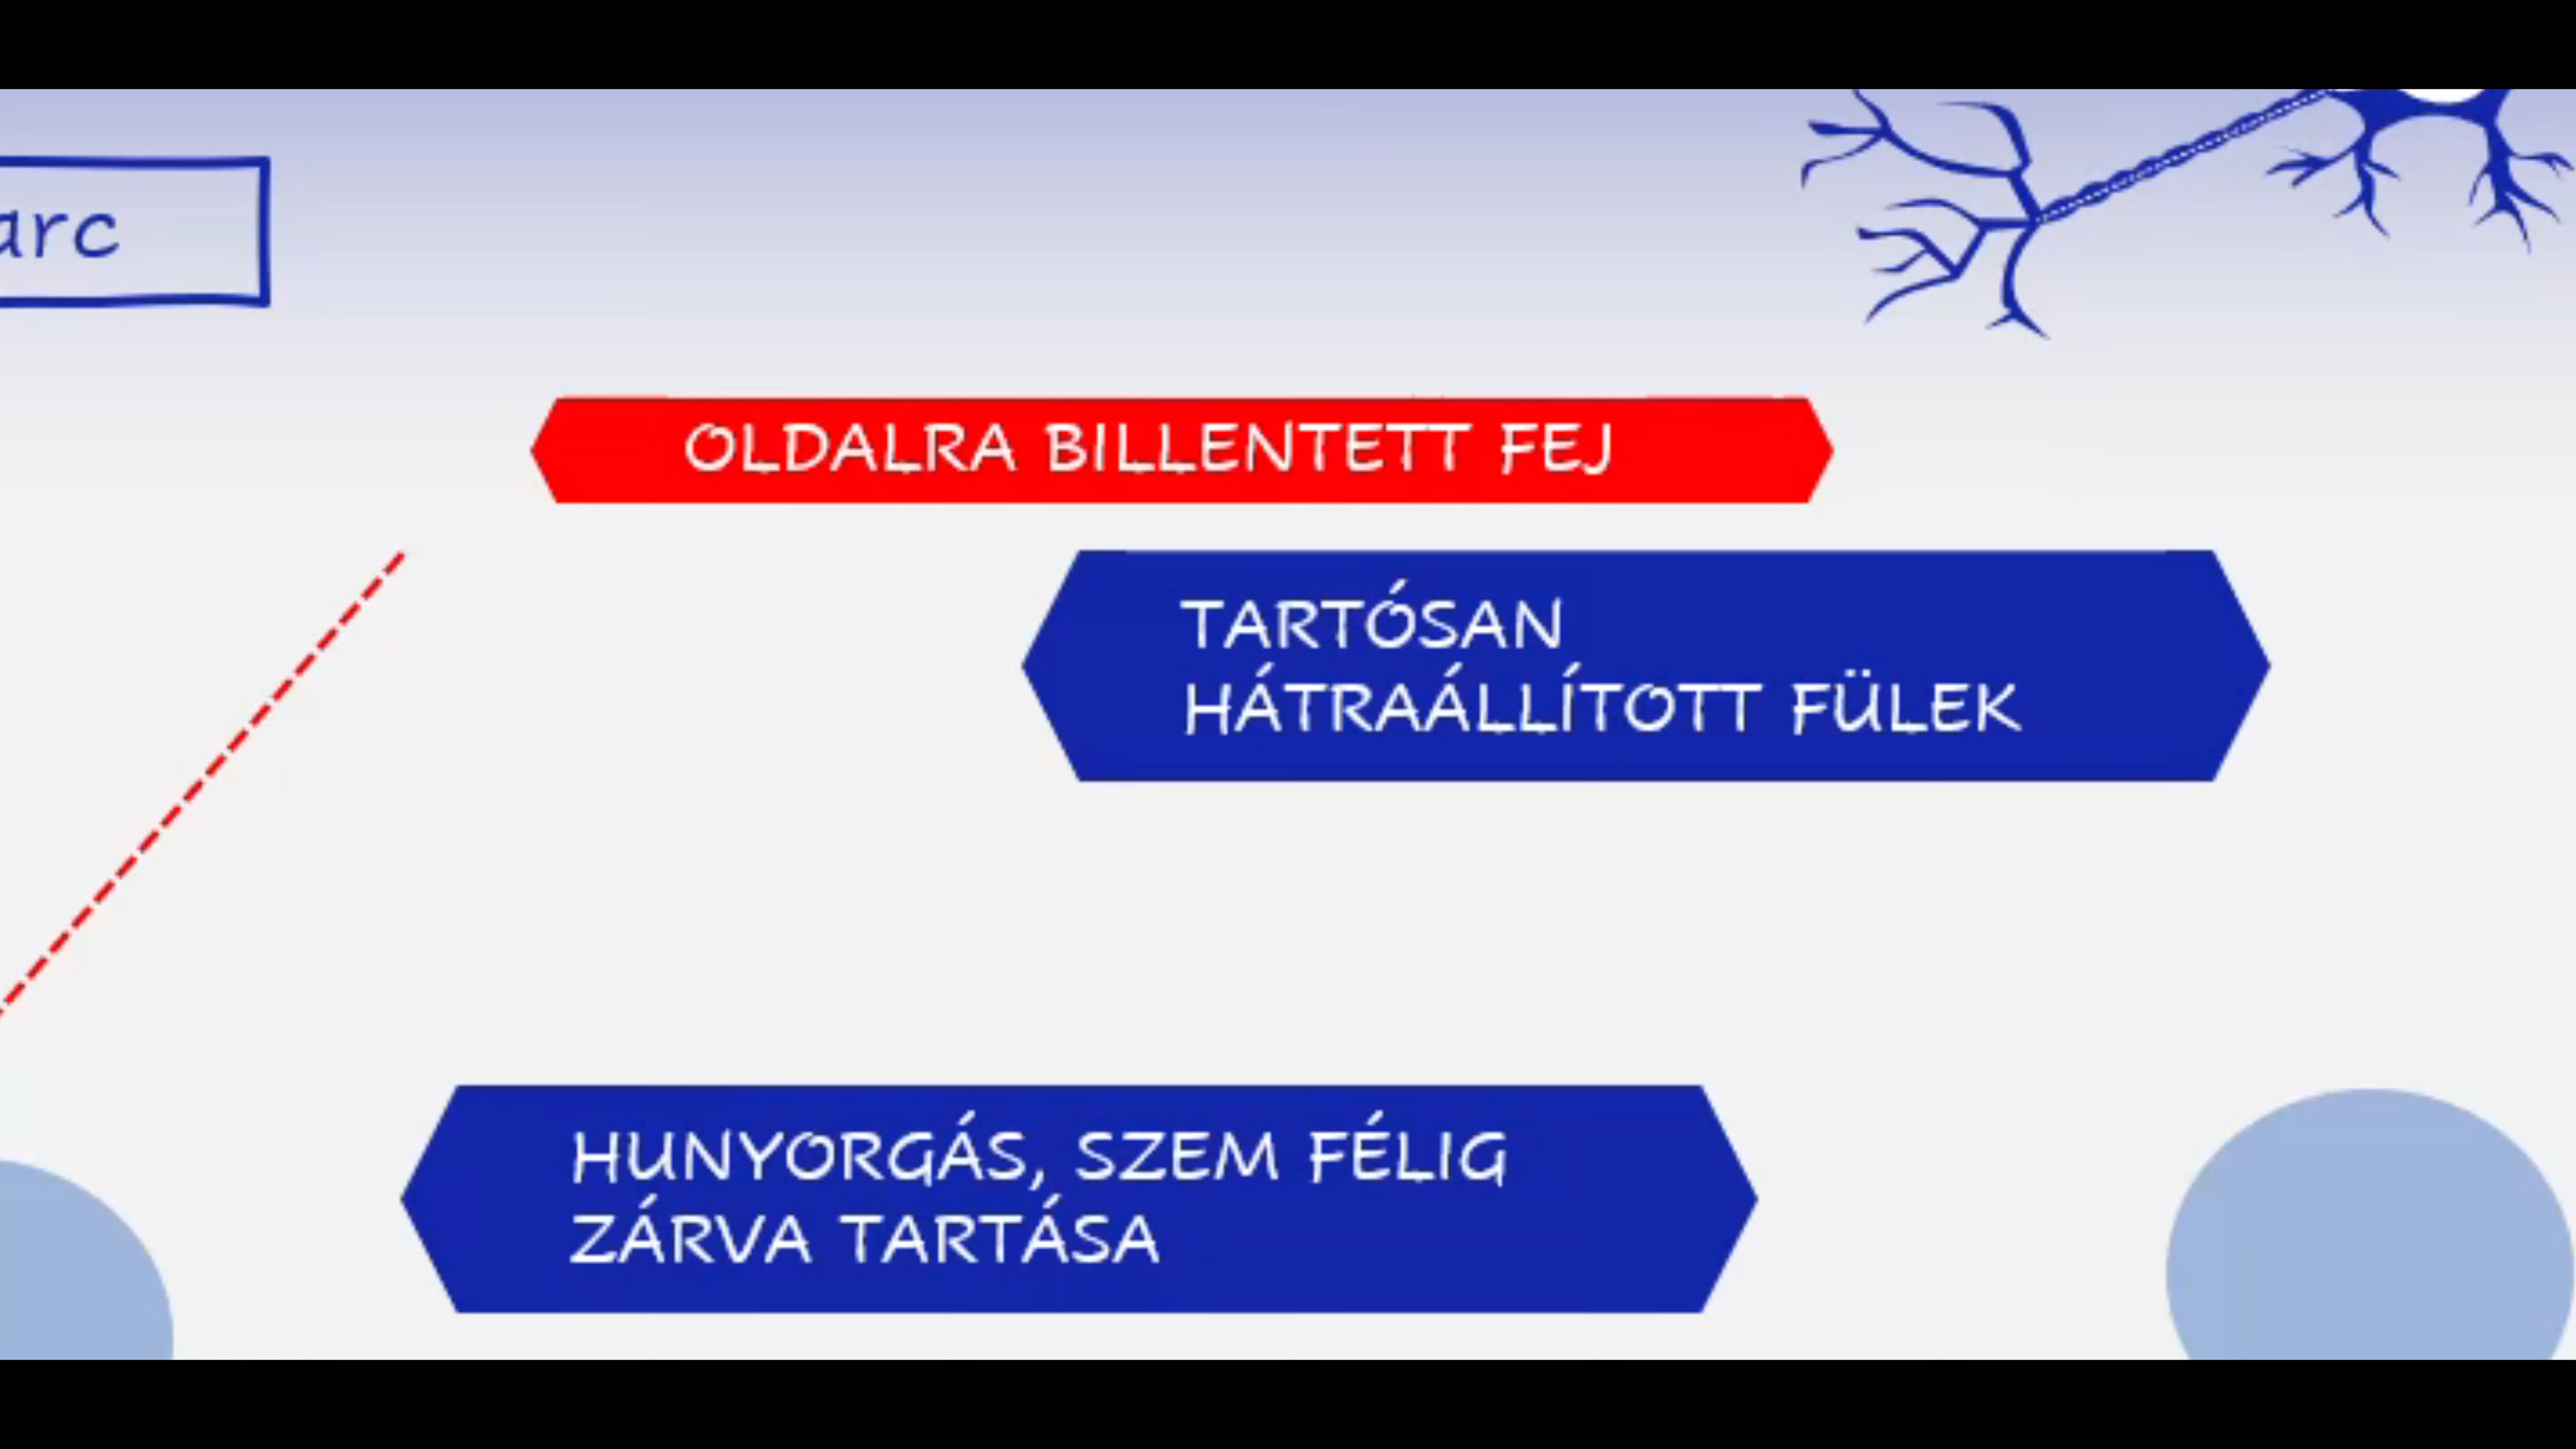 arc
OLDALRA BILLENTETT FEJ
TARTÓSAN
HÁTRAÁLLÍTOTT FÜLEK
HUNYORGÁS, SZEM FÉLIG
ZÁRVA TARTÁSA